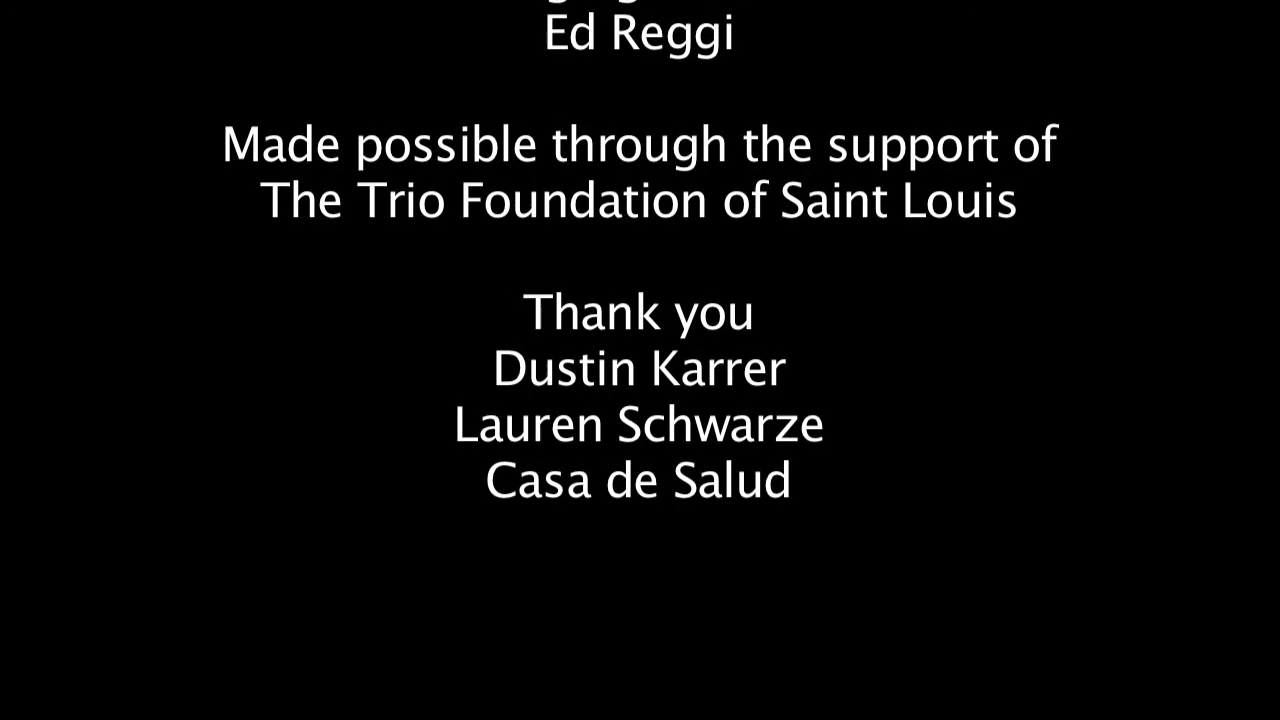 Ed Reggi
Made possible through the support of
The Trio Foundation of Saint Louis
Thank you
Dustin Karrer
Lauren Schwarze
Casa de Salud